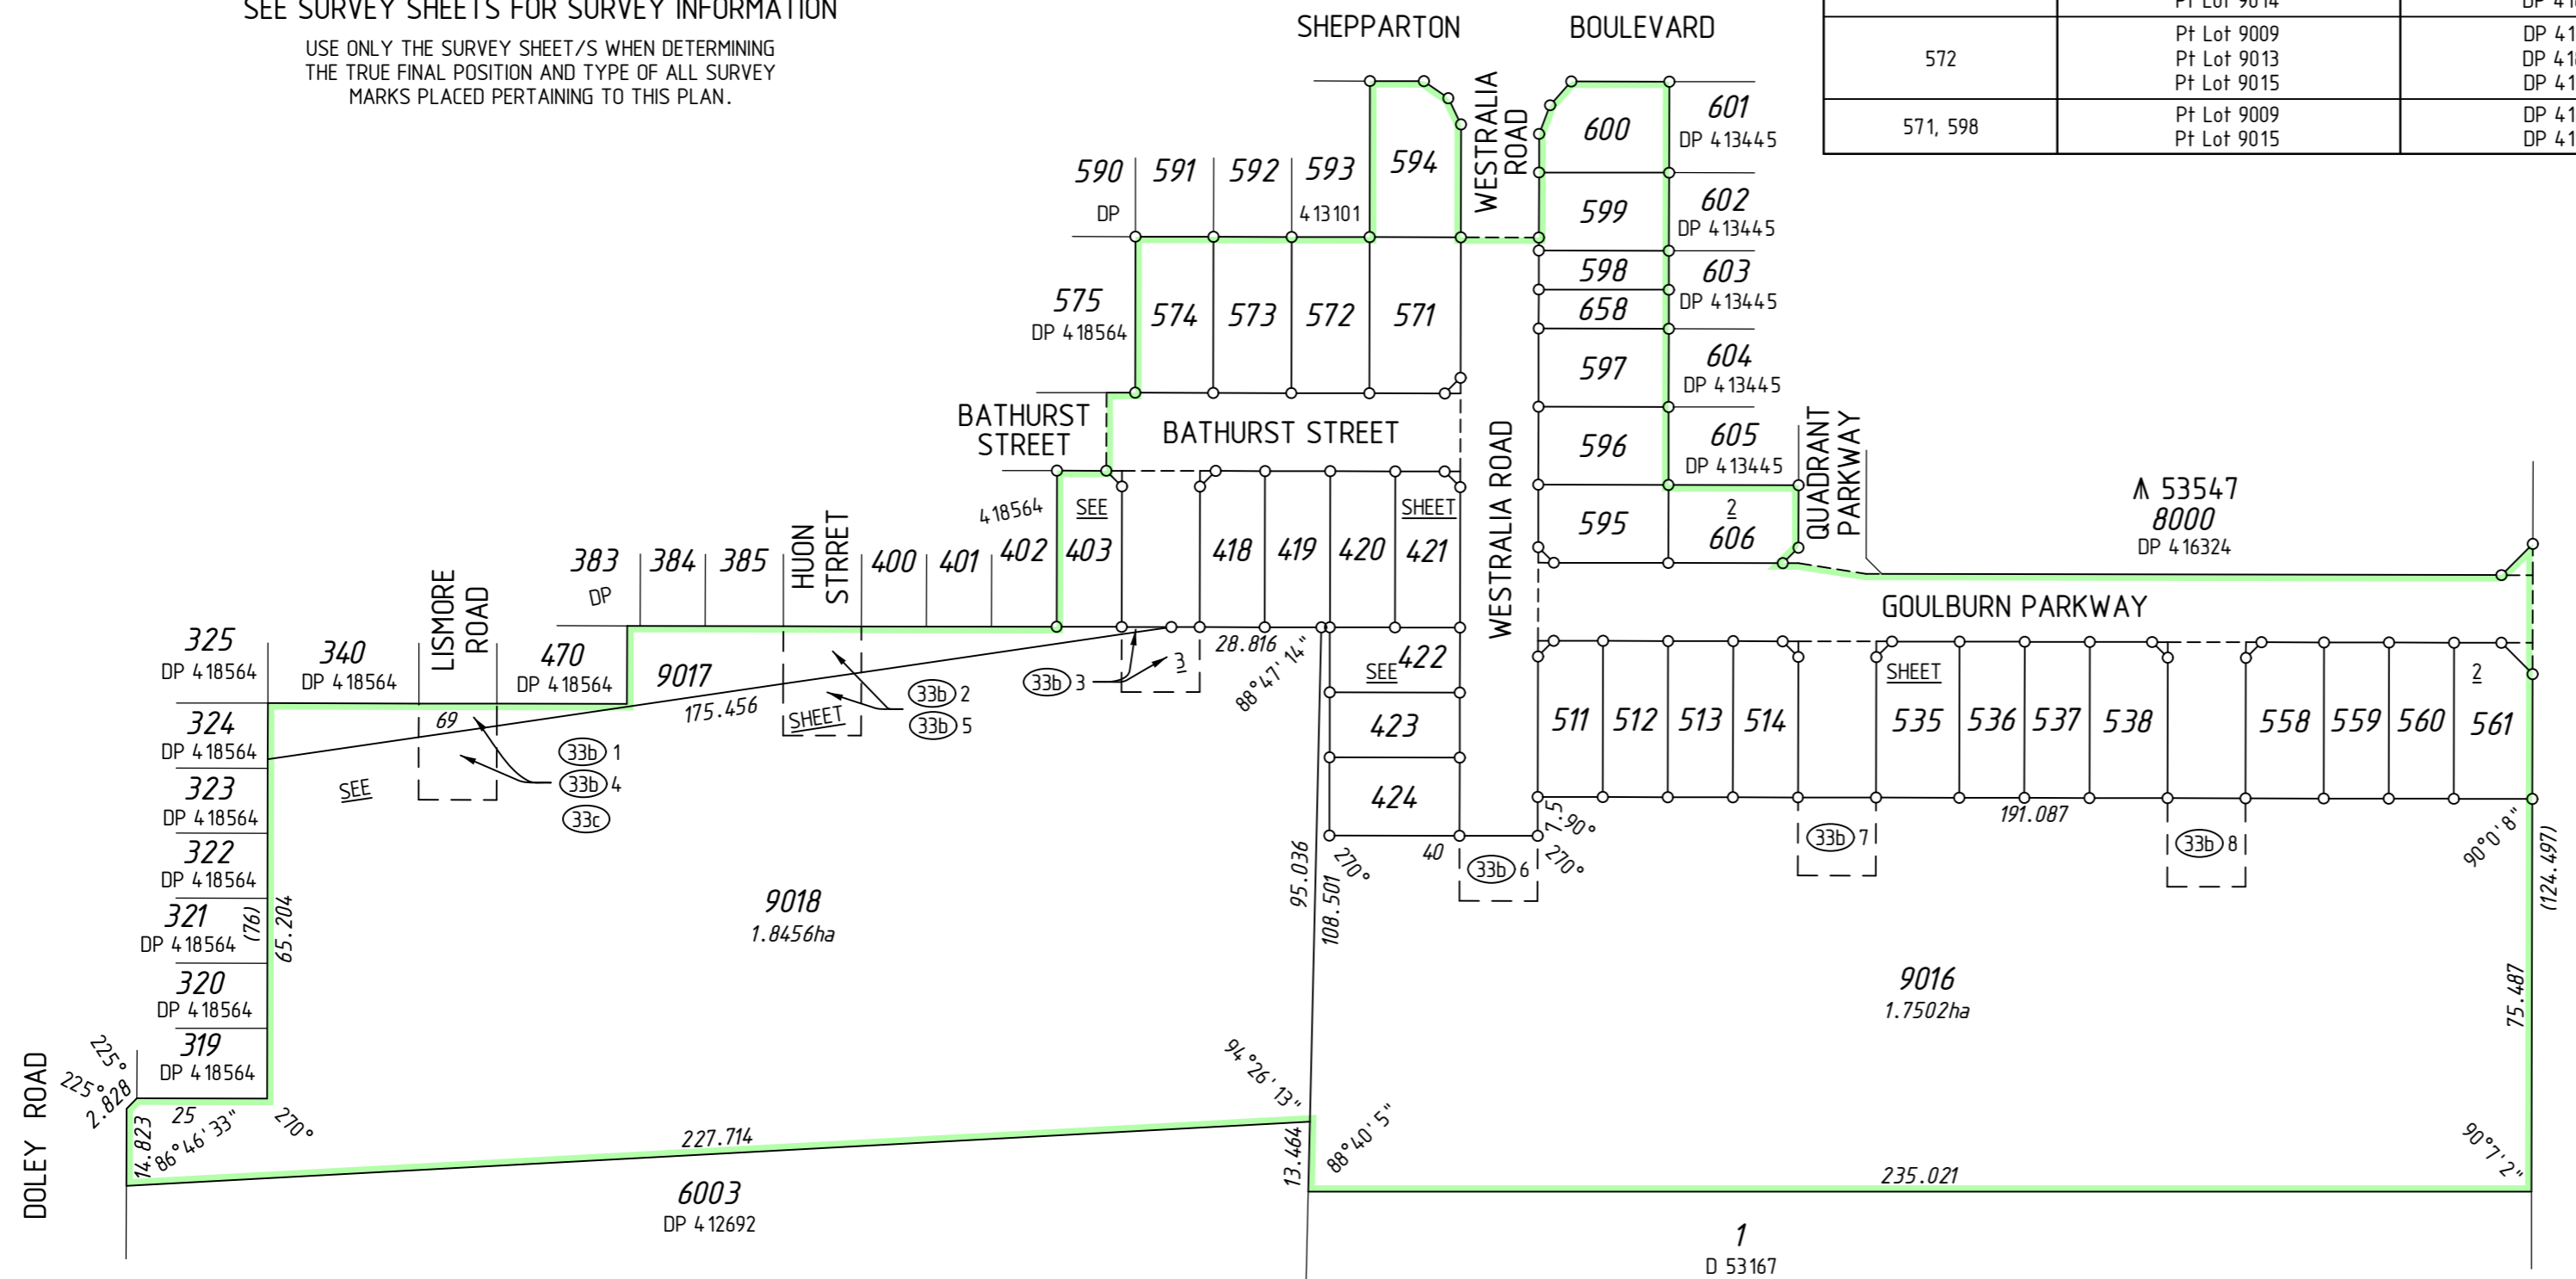 SEE SURVEY SHEETS FOR SURVEY INFORMATION
USE ONLY THE SURVEY SHEET/S WHEN DETERMINING
THE TRUE FINAL POSITION AND TYPE OF ALL SURVEY
MARKS PLACED PERTAINING TO THIS PLAN.
Pt Lot 9014
572
Pt Lot 9009
Pt Lot 9013
Pt Lot 9015
DP 41
DP 41
571, 598
Pt Lot 9009
Pt Lot 9015
DP 41
DP 41
SHEPPARTON BOULEVARD
WESTRALIA
ROAD
590 591 592 593 594
DP 413101
600
599
598
658
597
596
595
601
DP 413445
602
DP 413445
603
DP 413445
604
DP 413445
605
DP 413445
2
606
QUADRANT
PARKWAY
575
DP 418564
574 573 572 571
BATHURST
STREET
BATHURST STREET
WESTRALIA ROAD
53547
8000
DP 416324
GOULBURN PARKWAY
418564
SEE
SHEET
383 384 385
HUON
STRRET
400 401 402 403
DP
418 419 420 421
325
DP 418564
340
DP 418564
LISMORE
ROAD
470
DP 418564
9017
175.456
SHEET
33b 2
33b 5
33b 3
3
28.816
88°47'14"
SEE 422
423
424
324
DP 418564
69
SEE
33b 1
33b 4
33c
323
DP 418564
322
DP 418564
321
DP 418564
(76)
65.204
320
DP 418564
319
DP 418564
SHEET
2
511 512 513 514 535 536 537 538 558 559 560 561
7.5
90°
191.087
90°0'8"
(124.497)
40
270°
33b 6
270°
33b 7
33b 8
95.036
108.501
9018
1.8456ha
9016
1.7502ha
75.487
DOLEY ROAD
225°
225°
2.828
25
14.823
86°46'33"
270°
227.714
94°26'13"
13.464
88°40'5"
235.021
90°7'2"
6003
DP 412692
1
D 53167